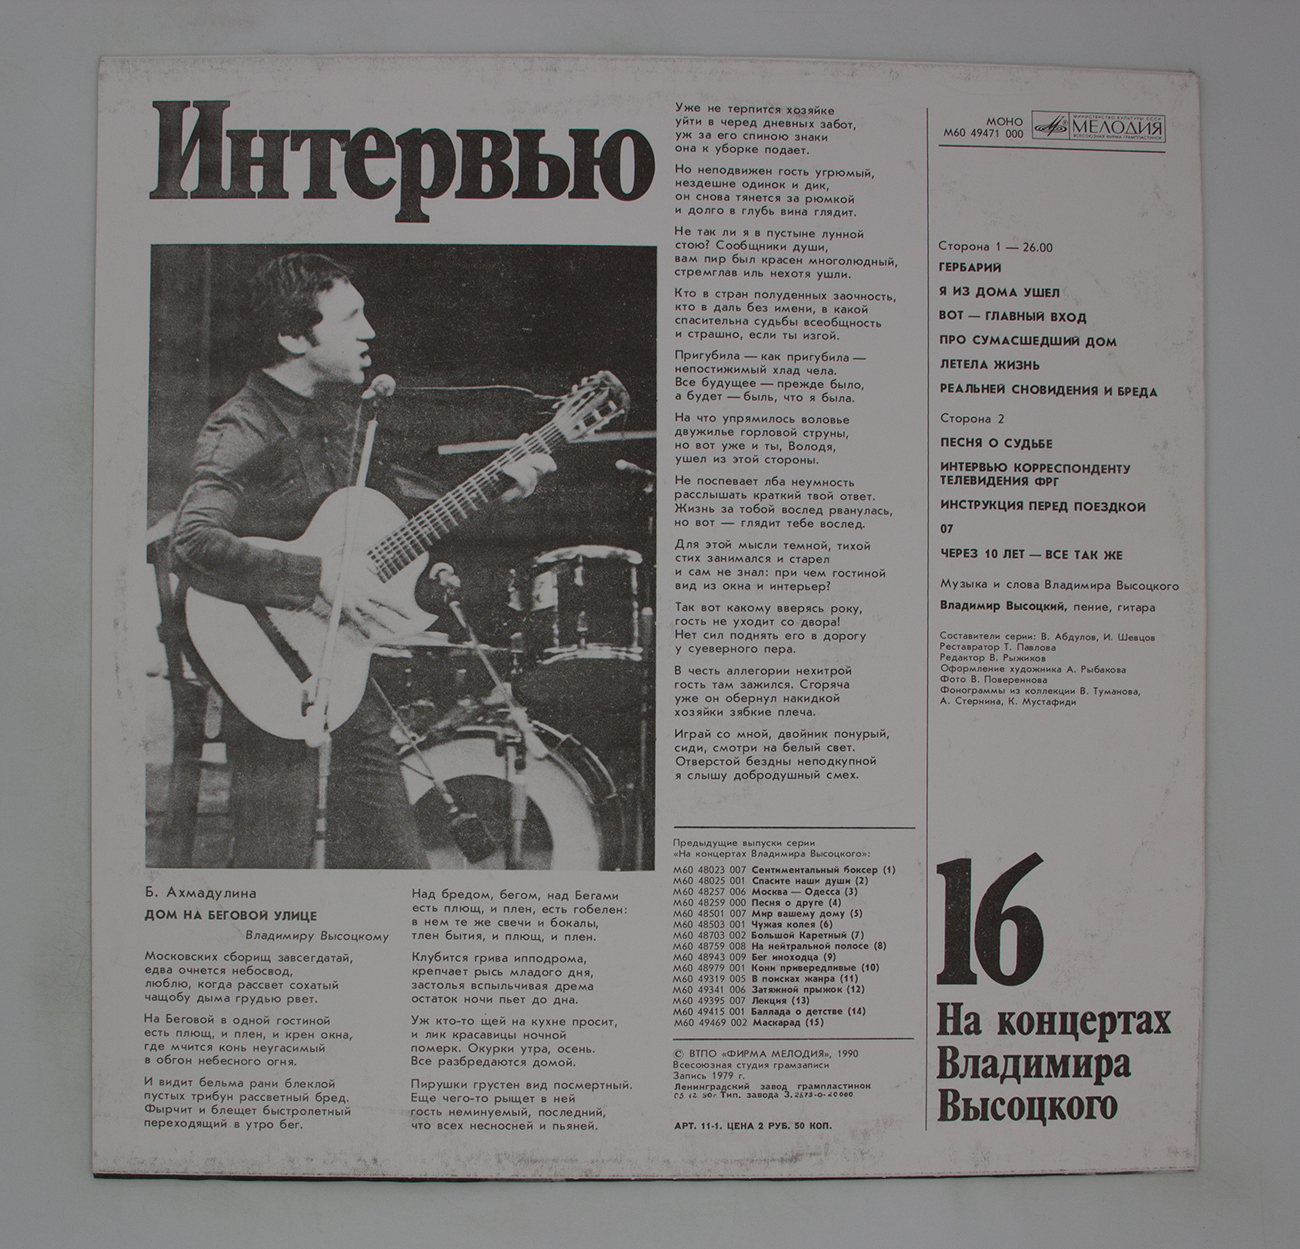 Интервью
Б. Ахмадулина
ДОМ НА БЕГОВОЙ УЛИЦЕ
Владимиру Высоцкому
Московских сборищ завсегдатай,
едва очнется небосвод,
люблю, когда рассвет сохатый
чащобу дыма грудью рвет.
На Беговой в одной гостиной
есть плющ, и плен, и крен окна,
где мчится конь неугасимый
в обгон небесного огня.
И видит бельма рани блеклой
пустых трибун рассветный бред.
Фырчит и блещет быстролетный
переходящий в утро бег.
Над бредом, бегом, над Бегами
есть плющ, и плен, есть гобелен:
в нем те же свечи и бокалы,
тлен бытия, и плющ, и плен.
Клубится грива ипподрома,
крепчает рысь младого дня,
застолья вспыльчивая дрема
остаток ночи пьет до дна.
Уж кто-то щей на кухне просит,
и лик красавицы ночной
померк. Окурки утра, осень.
Все разбредаются домой.
Пирушки грустен вид посмертный.
Еще чего-то рыщет в ней
гость неминуемый, последний,
что всех несносней и пьяней.
Уже не терпится хозяйке
уйти в черед дневных забот,
уж за его спиною знаки
она к уборке подает.
Но неподвижен гость угрюмый,
нездешне одинок и дик,
он снова тянется за рюмкой
и долго в глубь вина глядит.
Не так ли я в пустыне лунной
стою? Сообщники души,
вам пир был красен многолюдный,
стремглав иль нехотя ушли.
Кто в стран полуденных заочность,
кто в даль без имени, в какой
спасительна судьбы всеобщность
и страшно, если ты изгой.
Пригубила — как пригубила —
непостижимый хлад чела.
Все будущее — прежде было,
а будет — быль, что я была.
На что упрямилось воловье
двужилье горловой струны,
но вот уже и ты, Володя,
ушел из этой стороны.
Не поспевает лба неумность
расслышать краткий твой ответ.
Жизнь за тобой вослед рванулась,
но вот — глядит тебе вослед.
Для этой мысли темной, тихой
стих занимался и старел
и сам не знал: при чем гостиной
вид из окна и интерьер?
Так вот какому вверясь року,
гость не уходит со двора!
Нет сил поднять его в дорогу
у суеверного пера.
В честь аллегории нехитрой
гость там зажился. Сгоряча
уже он обернул накидкой
хозяйки зябкие плеча.
Играй со мной, двойник понурый,
сиди, смотри на белый свет.
Отверстой бездны неподкупной
я слышу добродушный смех.
Предыдущие выпуски серии
«На концертах Владимира Высоцкого»:
М60 48023 007 Сентиментальный боксер (1)
М60 48025 001 Спасите наши души (2)
М60 48257 006 Москва — Одесса (3)
М60 48259 000 Песня о друге (4)
М60 48501 007 Мир вашему дому (5)
М60 48503 001 Чужая колея (6)
М60 48703 002 Большой Каретный (7)
М60 48759 008 На нейтральной полосе (8)
М60 48943 009 Бег иноходца (9)
М60 48979 001 Кони привередливые (10)
М60 49319 005 В поисках жанра (11)
М60 49341 006 Затяжной прыжок (12)
М60 49395 007 Лекция (13)
М60 49415 001 Баллада о детстве (14)
М60 49469 002 Маскарад (15)
© ВТПО «ФИРМА МЕЛОДИЯ», 1990
Всесоюзная студия грамзаписи
Запись 1979 г.
Ленинградский завод грампластинок
Тип. завода З.
АРТ. 11-1. ЦЕНА 2 РУБ. 50 КОП.
МОНО
М60 49471 000
МИНИСТЕРСТВО КУЛЬТУРЫ СССР
МЕЛОДИЯ
ВСЕСОЮЗНАЯ ФИРМА ГРАМПЛАСТИНОК
Сторона 1 — 26.00
ГЕРБАРИЙ
Я ИЗ ДОМА УШЕЛ
ВОТ — ГЛАВНЫЙ ВХОД
ПРО СУМАСШЕДШИЙ ДОМ
ЛЕТЕЛА ЖИЗНЬ
РЕАЛЬНЕЙ СНОВИДЕНИЯ И БРЕДА
Сторона 2
ПЕСНЯ О СУДЬБЕ
ИНТЕРВЬЮ КОРРЕСПОНДЕНТУ
ТЕЛЕВИДЕНИЯ ФРГ
ИНСТРУКЦИЯ ПЕРЕД ПОЕЗДКОЙ
07
ЧЕРЕЗ 10 ЛЕТ — ВСЕ ТАК ЖЕ
Музыка и слова Владимира Высоцкого
Владимир Высоцкий, пение, гитара
Составители серии: В. Абдулов, И. Шевцов
Реставратор Т. Павлова
Редактор В. Рыжиков
Оформление художника А. Рыбакова
Фото В. Поверенновa
Фонограммы из коллекции В. Туманова,
А. Стернина, К. Мустафиди
16
На концертах
Владимира
Высоцкого